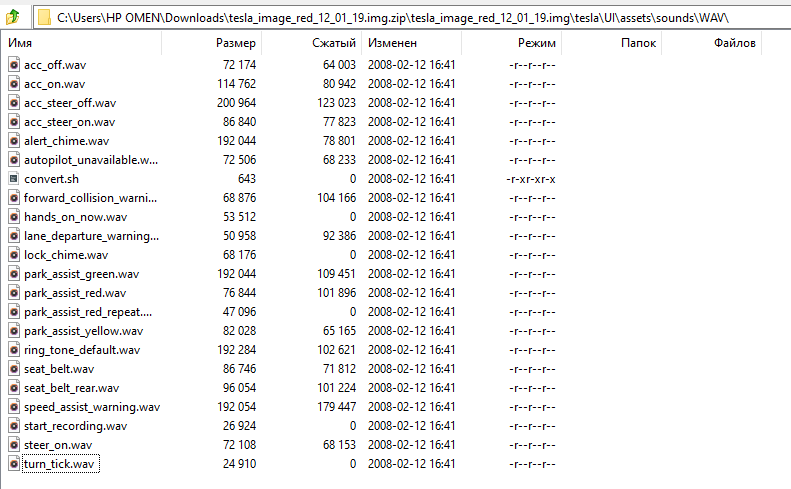 C:\Users\HP OMEN\Downloads\tesla_image_red_12_01_19.img.zip\tesla_image_red_12_01_19.img\tesla\UI\assets\sounds\WAV\
Имя Размер Сжатый Изменен Режим Папок Файлов
acc_off.wav 72 174 64 003 2008-02-12 16:41 -r--r--r--
acc_on.wav 114 762 80 942 2008-02-12 16:41 -r--r--r--
acc_steer_off.wav 200 964 123 023 2008-02-12 16:41 -r--r--r--
acc_steer_on.wav 86 840 77 823 2008-02-12 16:41 -r--r--r--
alert_chime.wav 192 044 78 801 2008-02-12 16:41 -r--r--r--
autopilot_unavailable.w... 72 506 68 233 2008-02-12 16:41 -r--r--r--
convert.sh 643 0 2008-02-12 16:41 -r-xr-xr-x
forward_collision_warni... 68 876 104 166 2008-02-12 16:41 -r--r--r--
hands_on_now.wav 53 512 0 2008-02-12 16:41 -r--r--r--
lane_departure_warning... 50 958 92 386 2008-02-12 16:41 -r--r--r--
lock_chime.wav 68 176 0 2008-02-12 16:41 -r--r--r--
park_assist_green.wav 192 044 109 451 2008-02-12 16:41 -r--r--r--
park_assist_red.wav 76 844 101 896 2008-02-12 16:41 -r--r--r--
park_assist_red_repeat.... 47 096 0 2008-02-12 16:41 -r--r--r--
park_assist_yellow.wav 82 028 65 165 2008-02-12 16:41 -r--r--r--
ring_tone_default.wav 192 284 102 621 2008-02-12 16:41 -r--r--r--
seat_belt.wav 86 746 71 812 2008-02-12 16:41 -r--r--r--
seat_belt_rear.wav 96 054 101 224 2008-02-12 16:41 -r--r--r--
speed_assist_warning.wav 192 054 179 447 2008-02-12 16:41 -r--r--r--
start_recording.wav 26 924 0 2008-02-12 16:41 -r--r--r--
steer_on.wav 72 108 68 153 2008-02-12 16:41 -r--r--r--
turn_tick.wav 24 910 0 2008-02-12 16:41 -r--r--r--